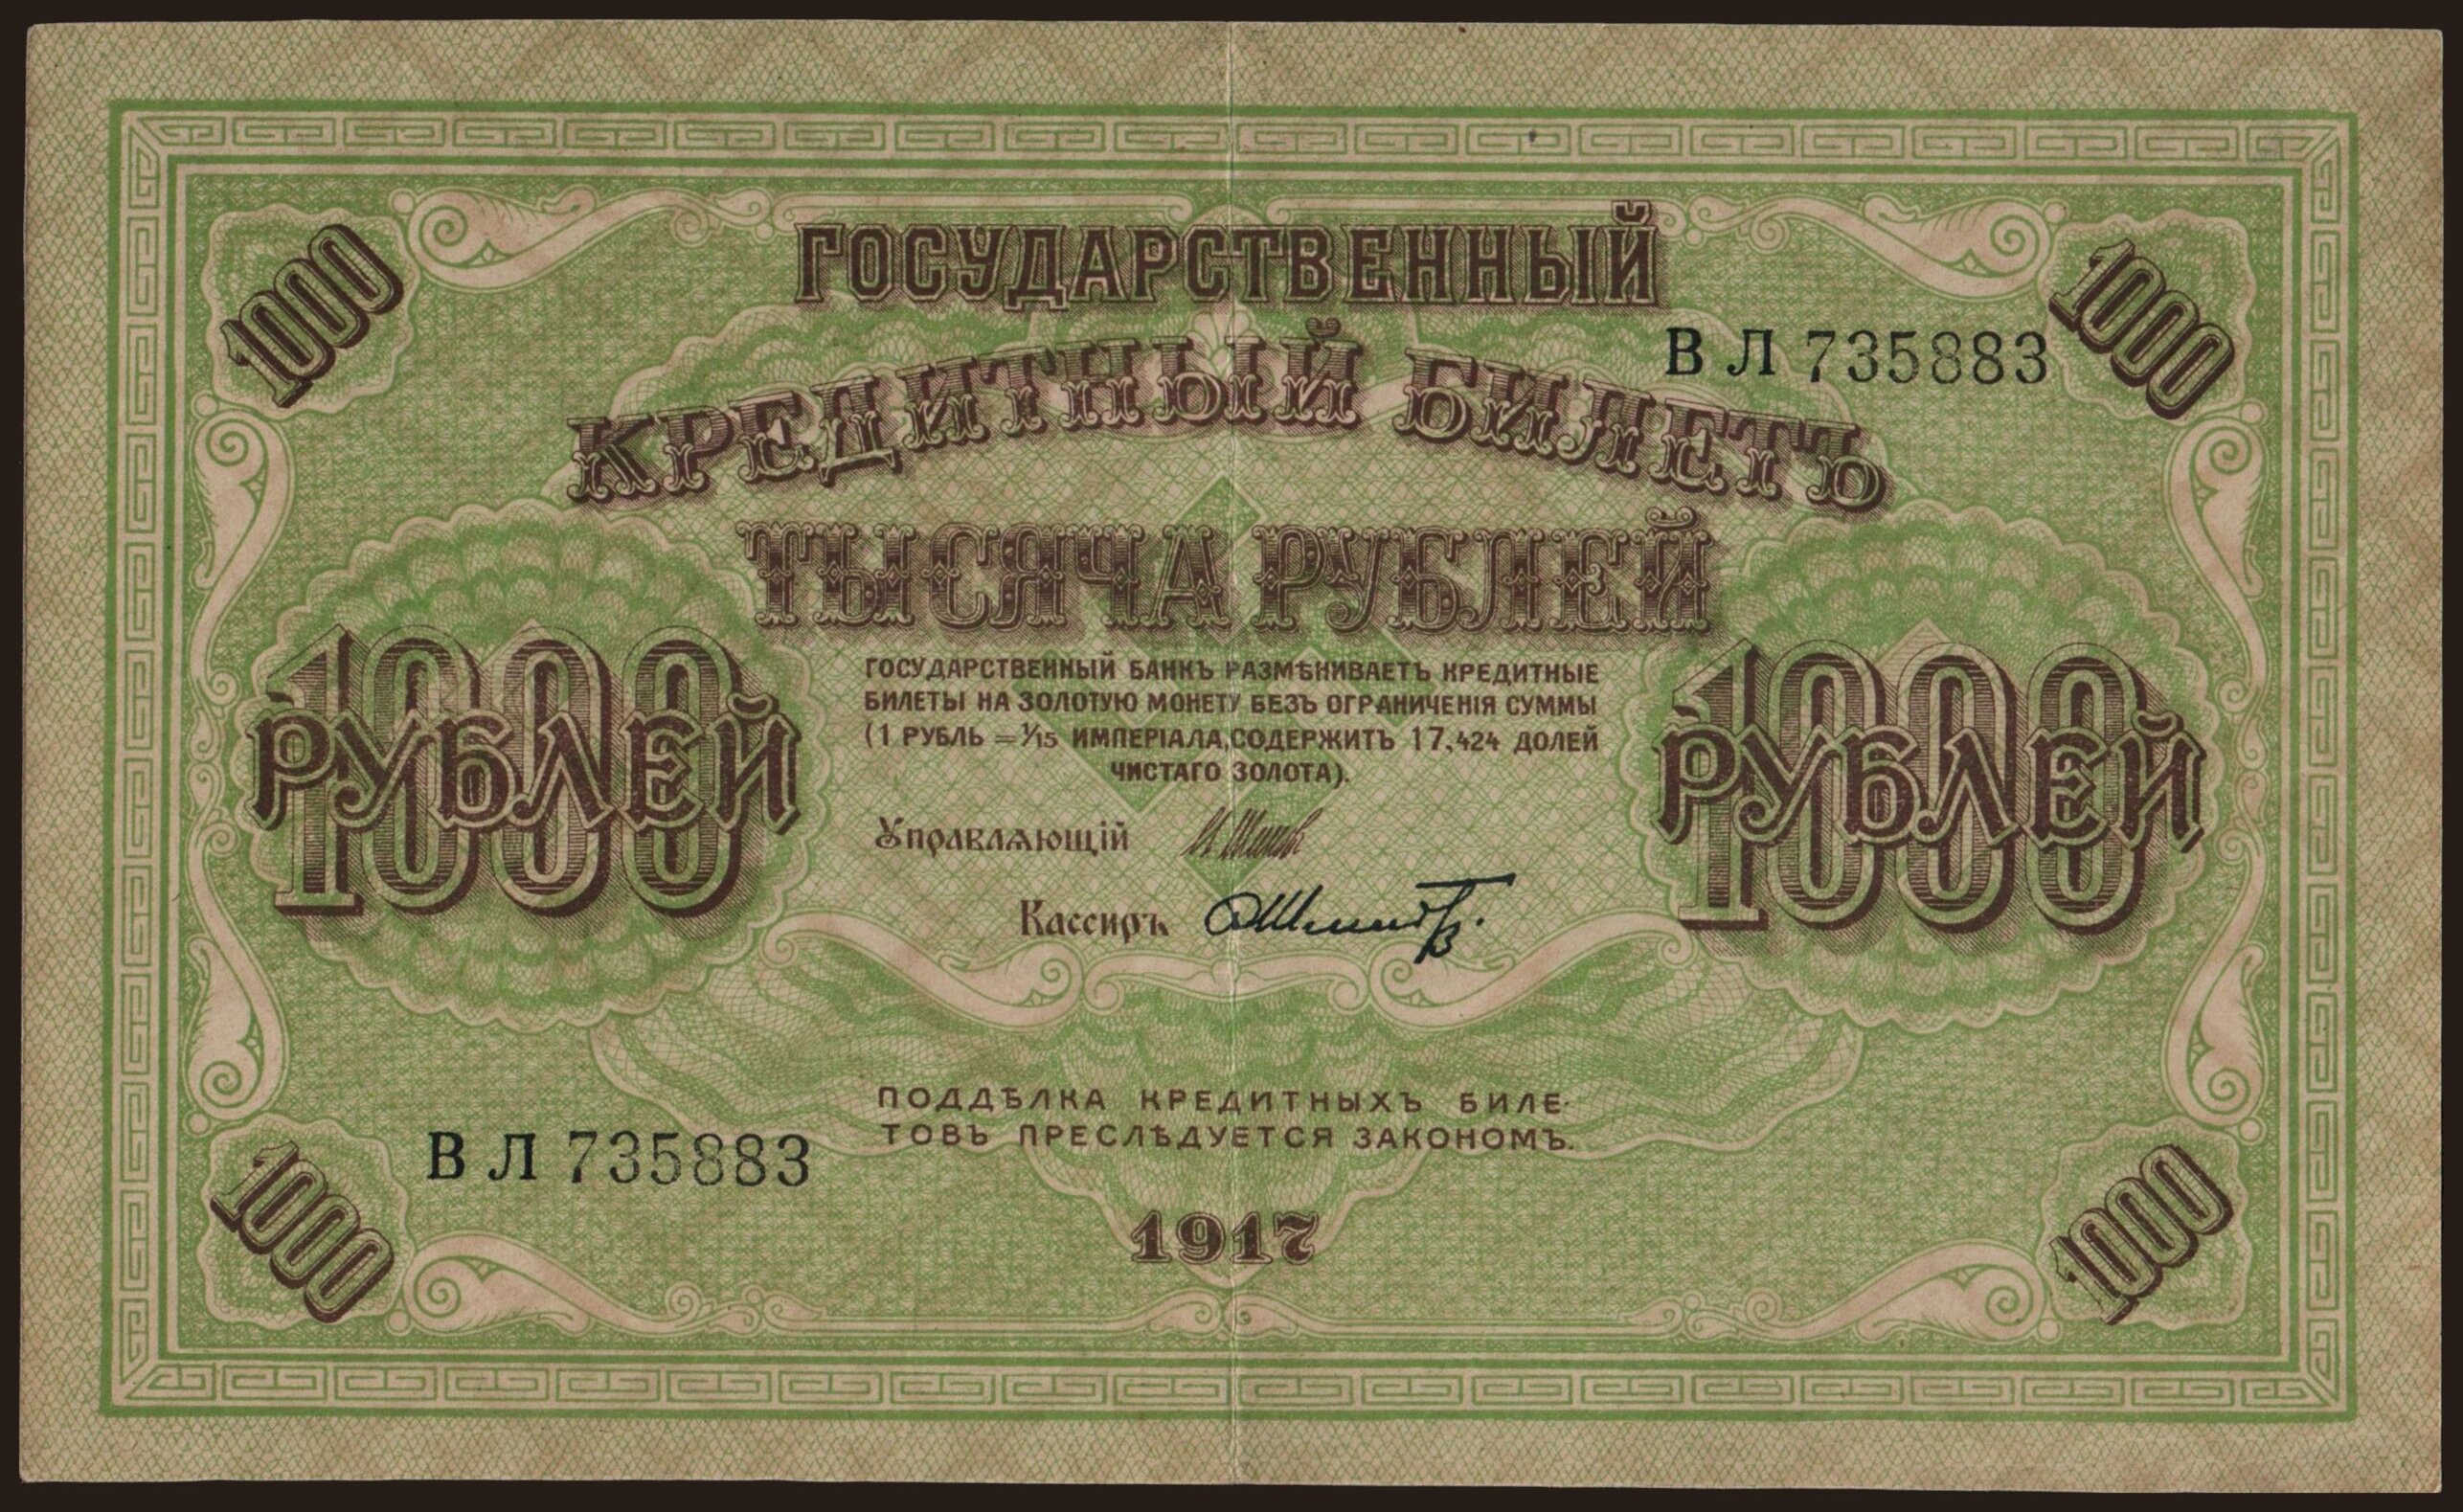 1000
ГОСУДАРСТВЕННЫЙ
1000
ВЛ 735883
КРЕДИТНЫЙ БИЛЕТЪ
ТЫСЯЧА РУБЛЕЙ
1000 РУБЛЕЙ
1000 РУБЛЕЙ
ГОСУДАРСТВЕННЫЙ БАНКЪ РАЗМѢНИВАЕТЪ КРЕДИТНЫЕ
БИЛЕТЫ НА ЗОЛОТУЮ МОНЕТУ БЕЗЪ ОГРАНИЧЕНІЯ СУММЫ
(1 РУБЛЬ = 1/15 ИМПЕРІАЛА, СОДЕРЖИТЪ 17,424 ДОЛЕЙ
ЧИСТАГО ЗОЛОТА).
Управляющій
Кассиръ
ПОДДѢЛКА КРЕДИТНЫХЪ БИЛЕ-
ТОВЪ ПРЕСЛѢДУЕТСЯ ЗАКОНОМЪ.
ВЛ 735883
1917
1000
1000